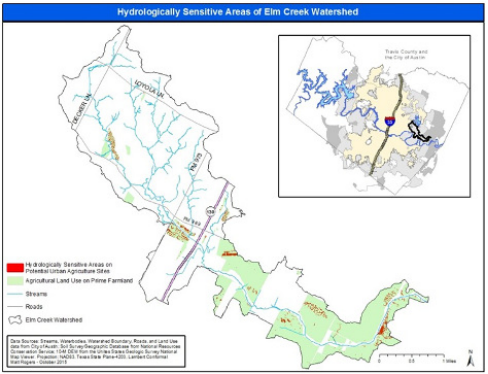 Hydrologically Sensitive Areas of Elm Creek Watershed
Travis County and
the City of Austin
35
LOYOLA LN
DECKER LN
FM 973
FM 969
130
Hydrologically Sensitive Areas on
Potential Urban Agriculture Sites
Agricultural Land Use on Prime Farmland
Streams
Roads
Elm Creek Watershed
Data Sources: Streams, Waterbodies, Watershed Boundary, Roads, and Land Use
data from City of Austin; Soil Survey Geographic Database from National Resources
Conservation Service; 10-M DEM from the United States Geologic Survey National
Map Viewer. Projection: NAD83, Texas State Plane 4203, Lambert Conformal
Matt Rogers - October 2015
N
0 1.25 2.5 5
Miles